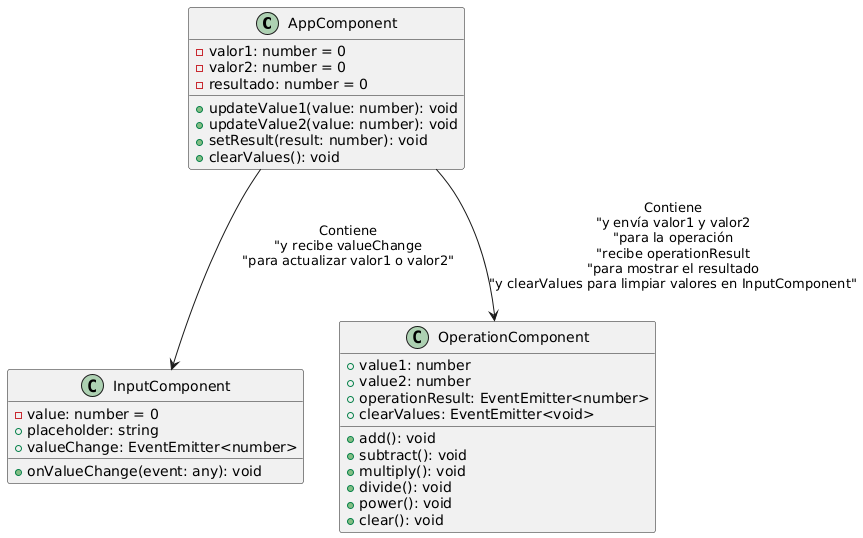 C AppComponent
valor1: number = 0
valor2: number = 0
resultado: number = 0
updateValue1(value: number): void
updateValue2(value: number): void
setResult(result: number): void
clearValues(): void
Contiene
"y recibe valueChange
"para actualizar valor1 o valor2"
Contiene
"y envía valor1 y valor2
"para la operación
"recibe operationResult
"para mostrar el resultado
"y clearValues para limpiar valores en InputComponent"
C InputComponent
value: number = 0
placeholder: string
valueChange: EventEmitter<number>
onValueChange(event: any): void
C OperationComponent
value1: number
value2: number
operationResult: EventEmitter<number>
clearValues: EventEmitter<void>
add(): void
subtract(): void
multiply(): void
divide(): void
power(): void
clear(): void